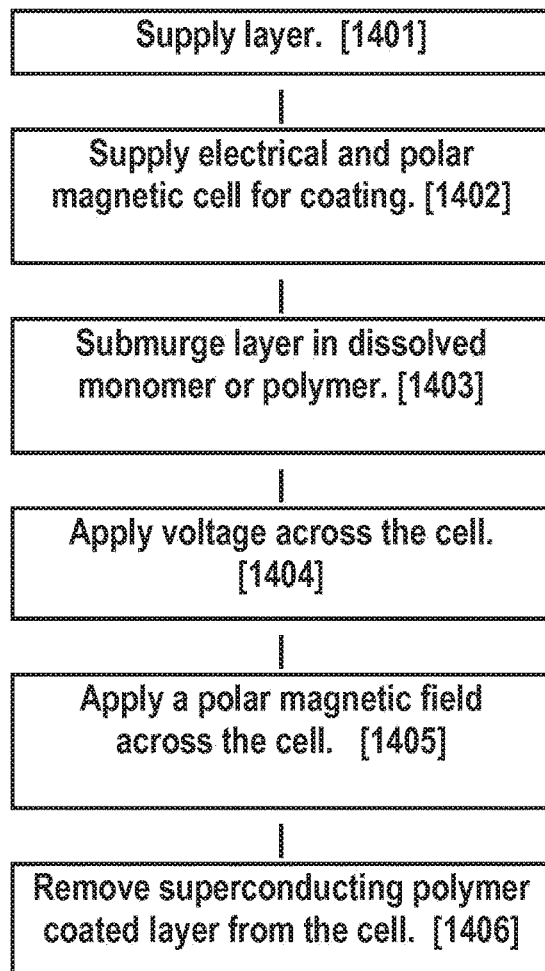 Supply layer. [1401]
Supply electrical and polar
magnetic cell for coating. [1402]
Submurge layer in dissolved
monomer or polymer. [1403]
Apply voltage across the cell.
[1404]
Apply a polar magnetic field
across the cell. [1405]
Remove superconducting polymer
coated layer from the cell. [1406]